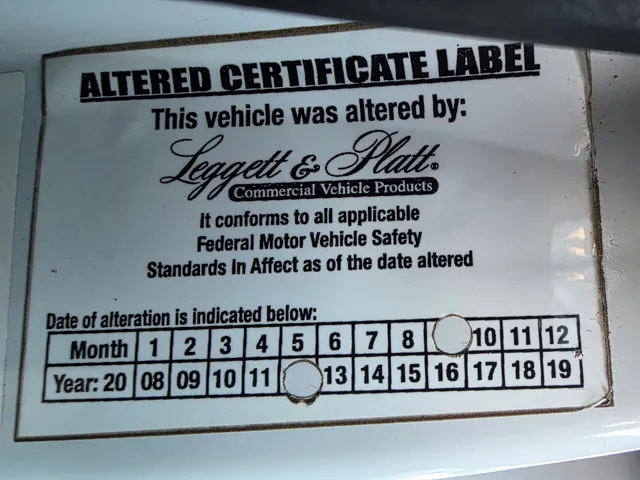 ALTERED CERTIFICATE LABEL
This vehicle was altered by:
Leggett & Platt®
Commercial Vehicle Products
It conforms to all applicable
Federal Motor Vehicle Safety
Standards In Affect as of the date altered
Date of alteration is indicated below:
Month 1 2 3 4 5 6 7 8 10 11 12
Year: 20 08 09 10 11 13 14 15 16 17 18 19